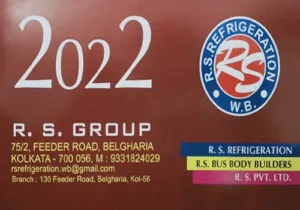 2022
R.S.REFRIGERATION
RS
W.B.
R. S. GROUP
75/2, FEEDER ROAD, BELGHARIA
KOLKATA - 700 056, M : 9331824029
rsrefrigeration.wb@gmail.com
Branch : 130 Feeder Road, Belgharia, Kol-56
R. S. REFRIGERATION
R.S. BUS BODY BUILDERS
R. S. PVT. LTD.